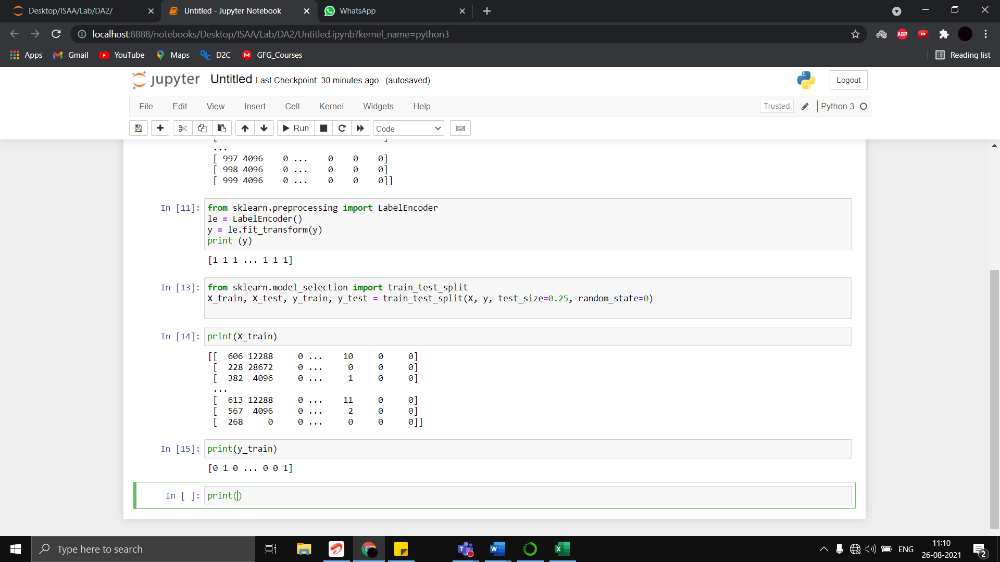 Desktop/ISAA/Lab/DA2/
Untitled - Jupyter Notebook
WhatsApp
localhost:8888/notebooks/Desktop/ISAA/Lab/DA2/Untitled.ipynb?kernel_name=python3
ABP
Apps
Gmail
YouTube
Maps
D2C
GFG_Courses
Reading list
jupyter Untitled Last Checkpoint: 30 minutes ago (autosaved)
Logout
File Edit View Insert Cell Kernel Widgets Help
Trusted
Python 3
Run
Code
...
[ 997 4096 0 ... 0 0 0]
[ 998 4096 0 ... 0 0 0]
[ 999 4096 0 ... 0 0 0]]
In [11]: from sklearn.preprocessing import LabelEncoder
le = LabelEncoder()
y = le.fit_transform(y)
print (y)
[1 1 1 ... 1 1 1]
In [13]: from sklearn.model_selection import train_test_split
X_train, X_test, y_train, y_test = train_test_split(X, y, test_size=0.25, random_state=0)
In [14]: print(X_train)
[[ 606 12288 0 ... 10 0 0]
[ 228 28672 0 ... 0 0 0]
[ 382 4096 0 ... 1 0 0]
...
[ 613 12288 0 ... 11 0 0]
[ 567 4096 0 ... 2 0 0]
[ 268 0 0 ... 0 0 0]]
In [15]: print(y_train)
[0 1 0 ... 0 0 1]
In [ ]: print()
Type here to search
ENG
11:10
26-08-2021
2